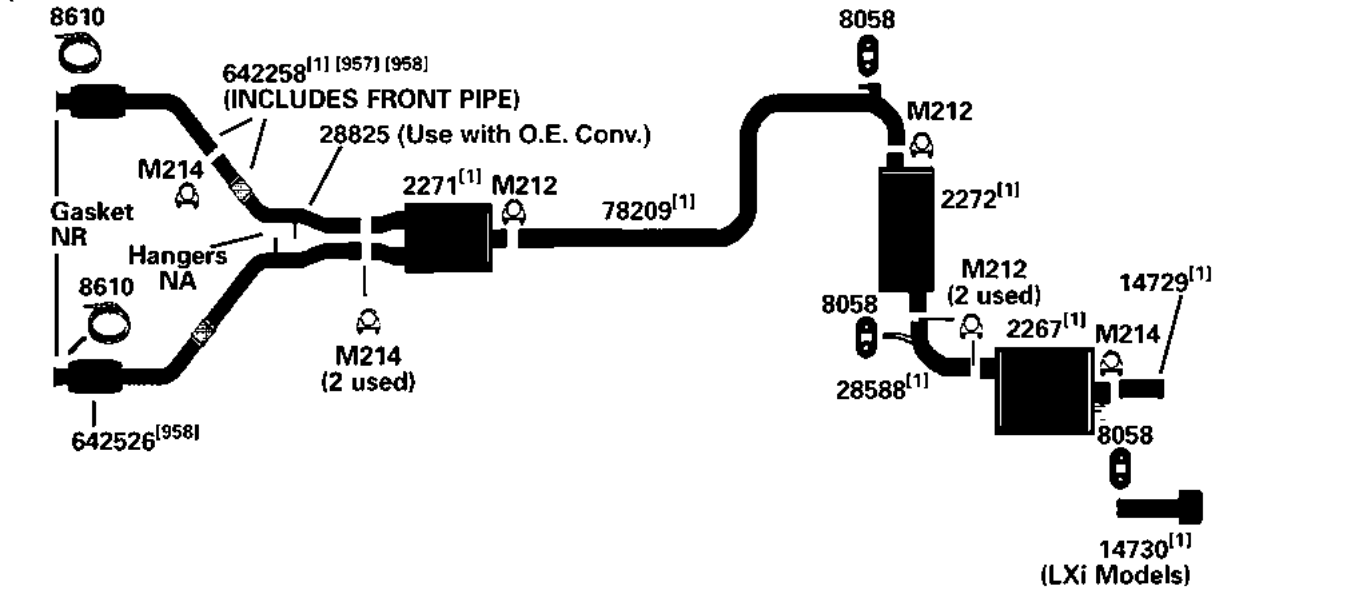 8610
8058
642258[1] [957] [958]
(INCLUDES FRONT PIPE)
28825 (Use with O.E. Conv.)
M212
M214
2271[1]
M212
78209[1]
2272[1]
Gasket
NR
Hangers
NA
8610
M212
(2 used)
14729[1]
8058
2267[1]
M214
M214
(2 used)
28588[1]
642526[958]
8058
14730[1]
(LXi Models)